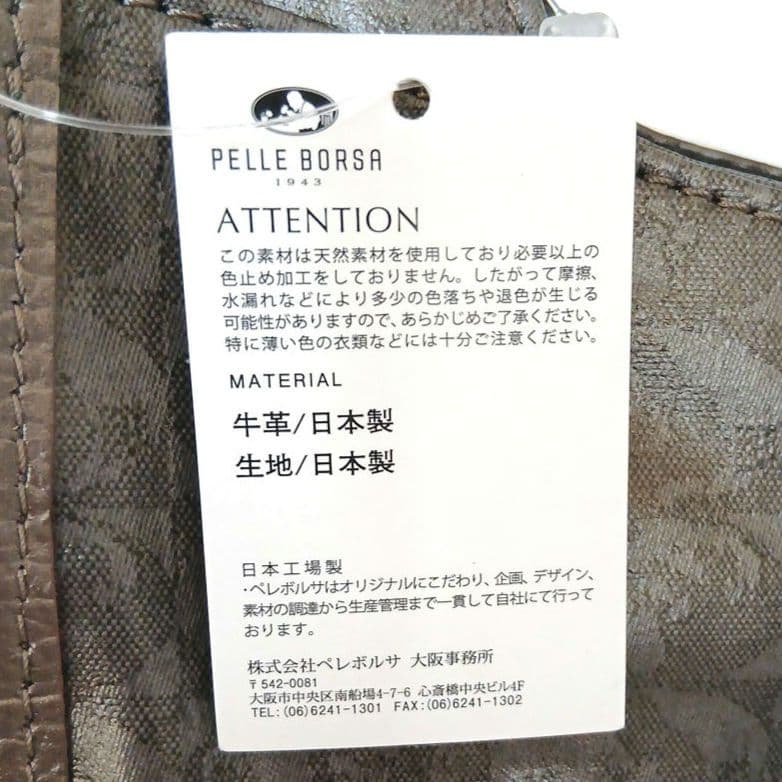 PELLE BORSA
1943
ATTENTION
この素材は天然素材を使用しており必要以上の
色止め加工をしておりません。したがって摩擦、
水漏れなどにより多少の色落ちや退色が生じる
可能性がありますので、あらかじめご了承ください。
特に薄い色の衣類などには十分ご注意ください。
MATERIAL
牛革/日本製
生地/日本製
日本工場製
・ペレボルサはオリジナルにこだわり、企画、デザイン、
素材の調達から生産管理まで一貫して自社にて行って
おります。
株式会社ペレボルサ 大阪事務所
〒542-0081
大阪市中央区南船場4-7-6 心斎橋中央ビル4F
TEL:(06)6241-1301 FAX:(06)6241-1302